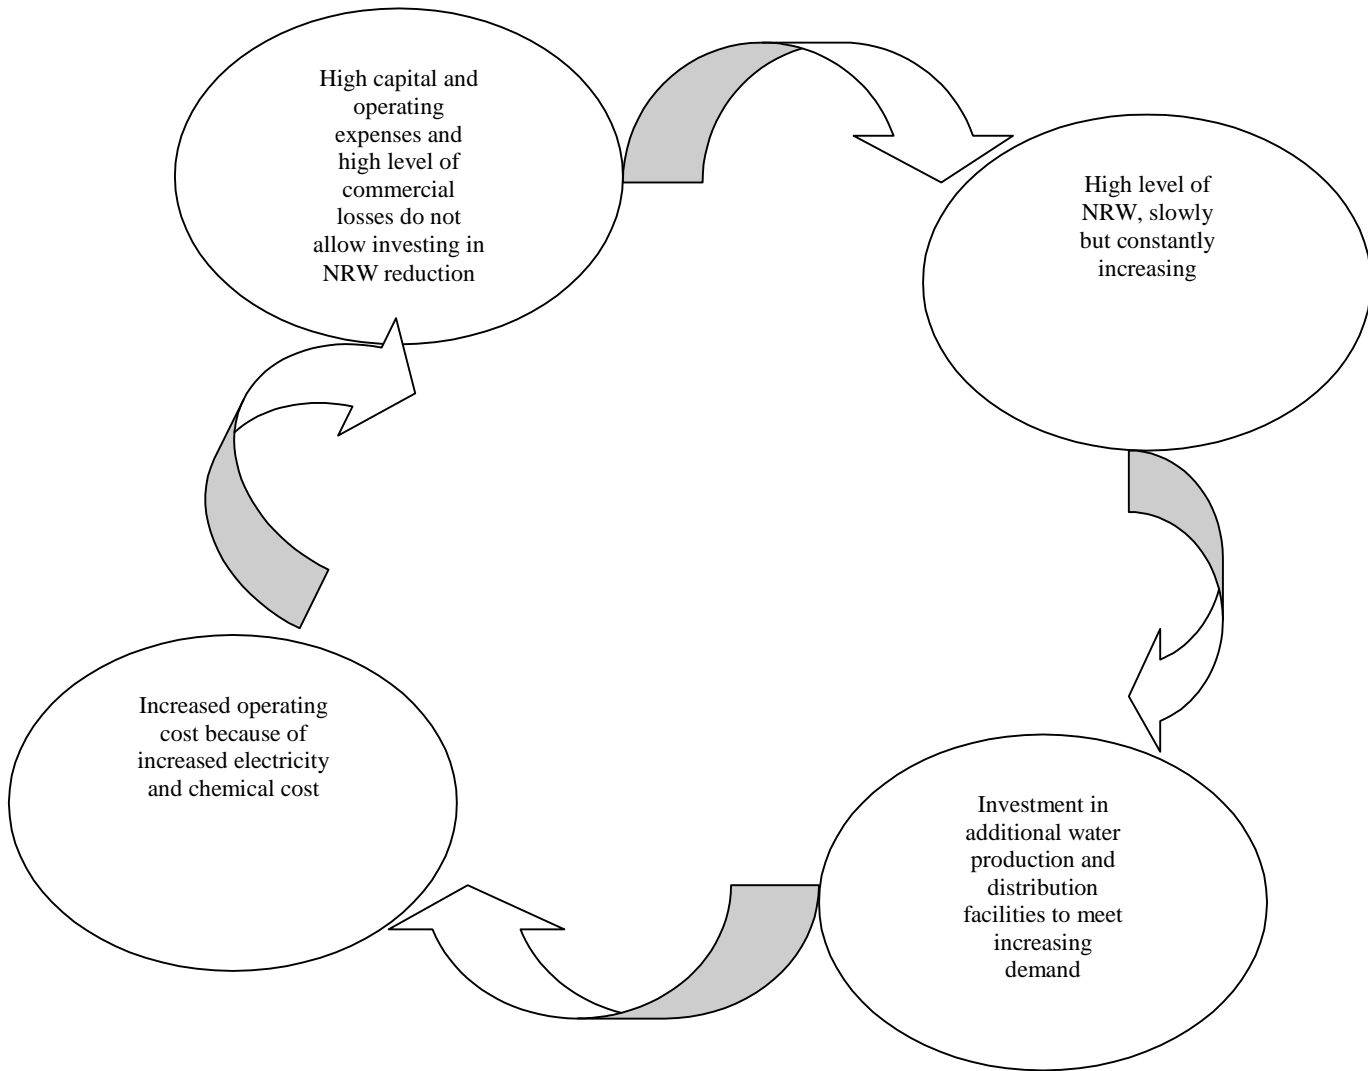 High capital and
operating
expenses and
high level of
commercial
losses do not
allow investing in
NRW reduction
High level of
NRW, slowly
but constantly
increasing
Increased operating
cost because of
increased electricity
and chemical cost
Investment in
additional water
production and
distribution
facilities to meet
increasing
demand